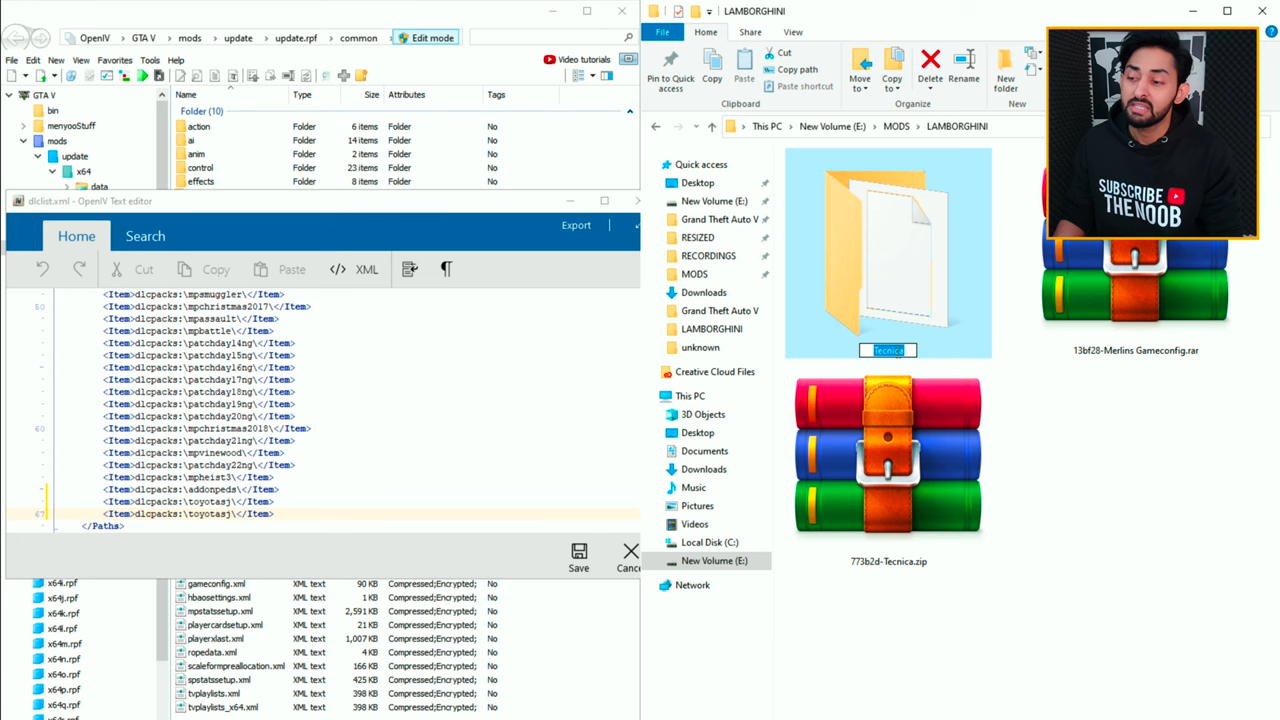 OpenIV
GTA V
mods
update
update.rpf
common
Edit mode
File
Edit
View
New
Favorites
Tools
Help
Video tutorials
GTA V
bin
menyooStuff
mods
update
x64
data
Name
Type
Size
Attributes
Tags
Folder (10)
action Folder 6 items Folder No
ai Folder 14 items Folder No
anim Folder 2 items Folder No
control Folder 23 items Folder No
effects Folder 8 items Folder No
dlclist.xml - OpenIV Text editor
Home
Search
Export
Cut
Copy
Paste
</> XML
<Item>dlcpacks:\mpsmuggler\</Item>
50 <Item>dlcpacks:\mpchristmas2017\</Item>
<Item>dlcpacks:\mpassault\</Item>
<Item>dlcpacks:\mpbattle\</Item>
<Item>dlcpacks:\patchday14ng\</Item>
<Item>dlcpacks:\patchday15ng\</Item>
<Item>dlcpacks:\patchday16ng\</Item>
<Item>dlcpacks:\patchday17ng\</Item>
<Item>dlcpacks:\patchday18ng\</Item>
<Item>dlcpacks:\patchday19ng\</Item>
<Item>dlcpacks:\patchday20ng\</Item>
60 <Item>dlcpacks:\mpchristmas2018\</Item>
<Item>dlcpacks:\patchday21ng\</Item>
<Item>dlcpacks:\mpvinewood\</Item>
<Item>dlcpacks:\patchday22ng\</Item>
<Item>dlcpacks:\mpheist3\</Item>
<Item>dlcpacks:\addonpeds\</Item>
<Item>dlcpacks:\toyotasj\</Item>
67 <Item>dlcpacks:\toyotasj\</Item>
</Paths>
Save
Cance
x64i.rpf
x64j.rpf
x64k.rpf
x64l.rpf
x64m.rpf
x64n.rpf
x64o.rpf
x64p.rpf
x64q.rpf
gameconfig.xml XML text 90 KB Compressed;Encrypted; No
hbaosettings.xml XML text 1 KB Compressed;Encrypted; No
mpstatssetup.xml XML text 2,591 KB Compressed;Encrypted; No
playercardsetup.xml XML text 21 KB Compressed;Encrypted; No
playerxlast.xml XML text 1,007 KB Compressed;Encrypted; No
ropedata.xml XML text 4 KB Compressed;Encrypted; No
scaleformpreallocation.xml XML text 166 KB Compressed;Encrypted; No
spstatssetup.xml XML text 425 KB Compressed;Encrypted; No
tvplaylists.xml XML text 398 KB Compressed;Encrypted; No
tvplaylists_x64.xml XML text 398 KB Compressed;Encrypted; No
LAMBORGHINI
File
Home
Share
View
Pin to Quick
access
Copy
Paste
Cut
Copy path
Paste shortcut
Clipboard
Move
to
Copy
to
Delete
Rename
Organize
New
folder
New
This PC
New Volume (E:)
MODS
LAMBORGHINI
Quick access
Desktop
New Volume (E:)
Grand Theft Auto V
RESIZED
RECORDINGS
MODS
Downloads
Grand Theft Auto V
LAMBORGHINI
unknown
Creative Cloud Files
This PC
3D Objects
Desktop
Documents
Downloads
Music
Pictures
Videos
Local Disk (C:)
New Volume (E:)
Network
Tecnica
13bf28-Merlins Gameconfig.rar
773b2d-Tecnica.zip
SUBSCRIBE
THE NOOB